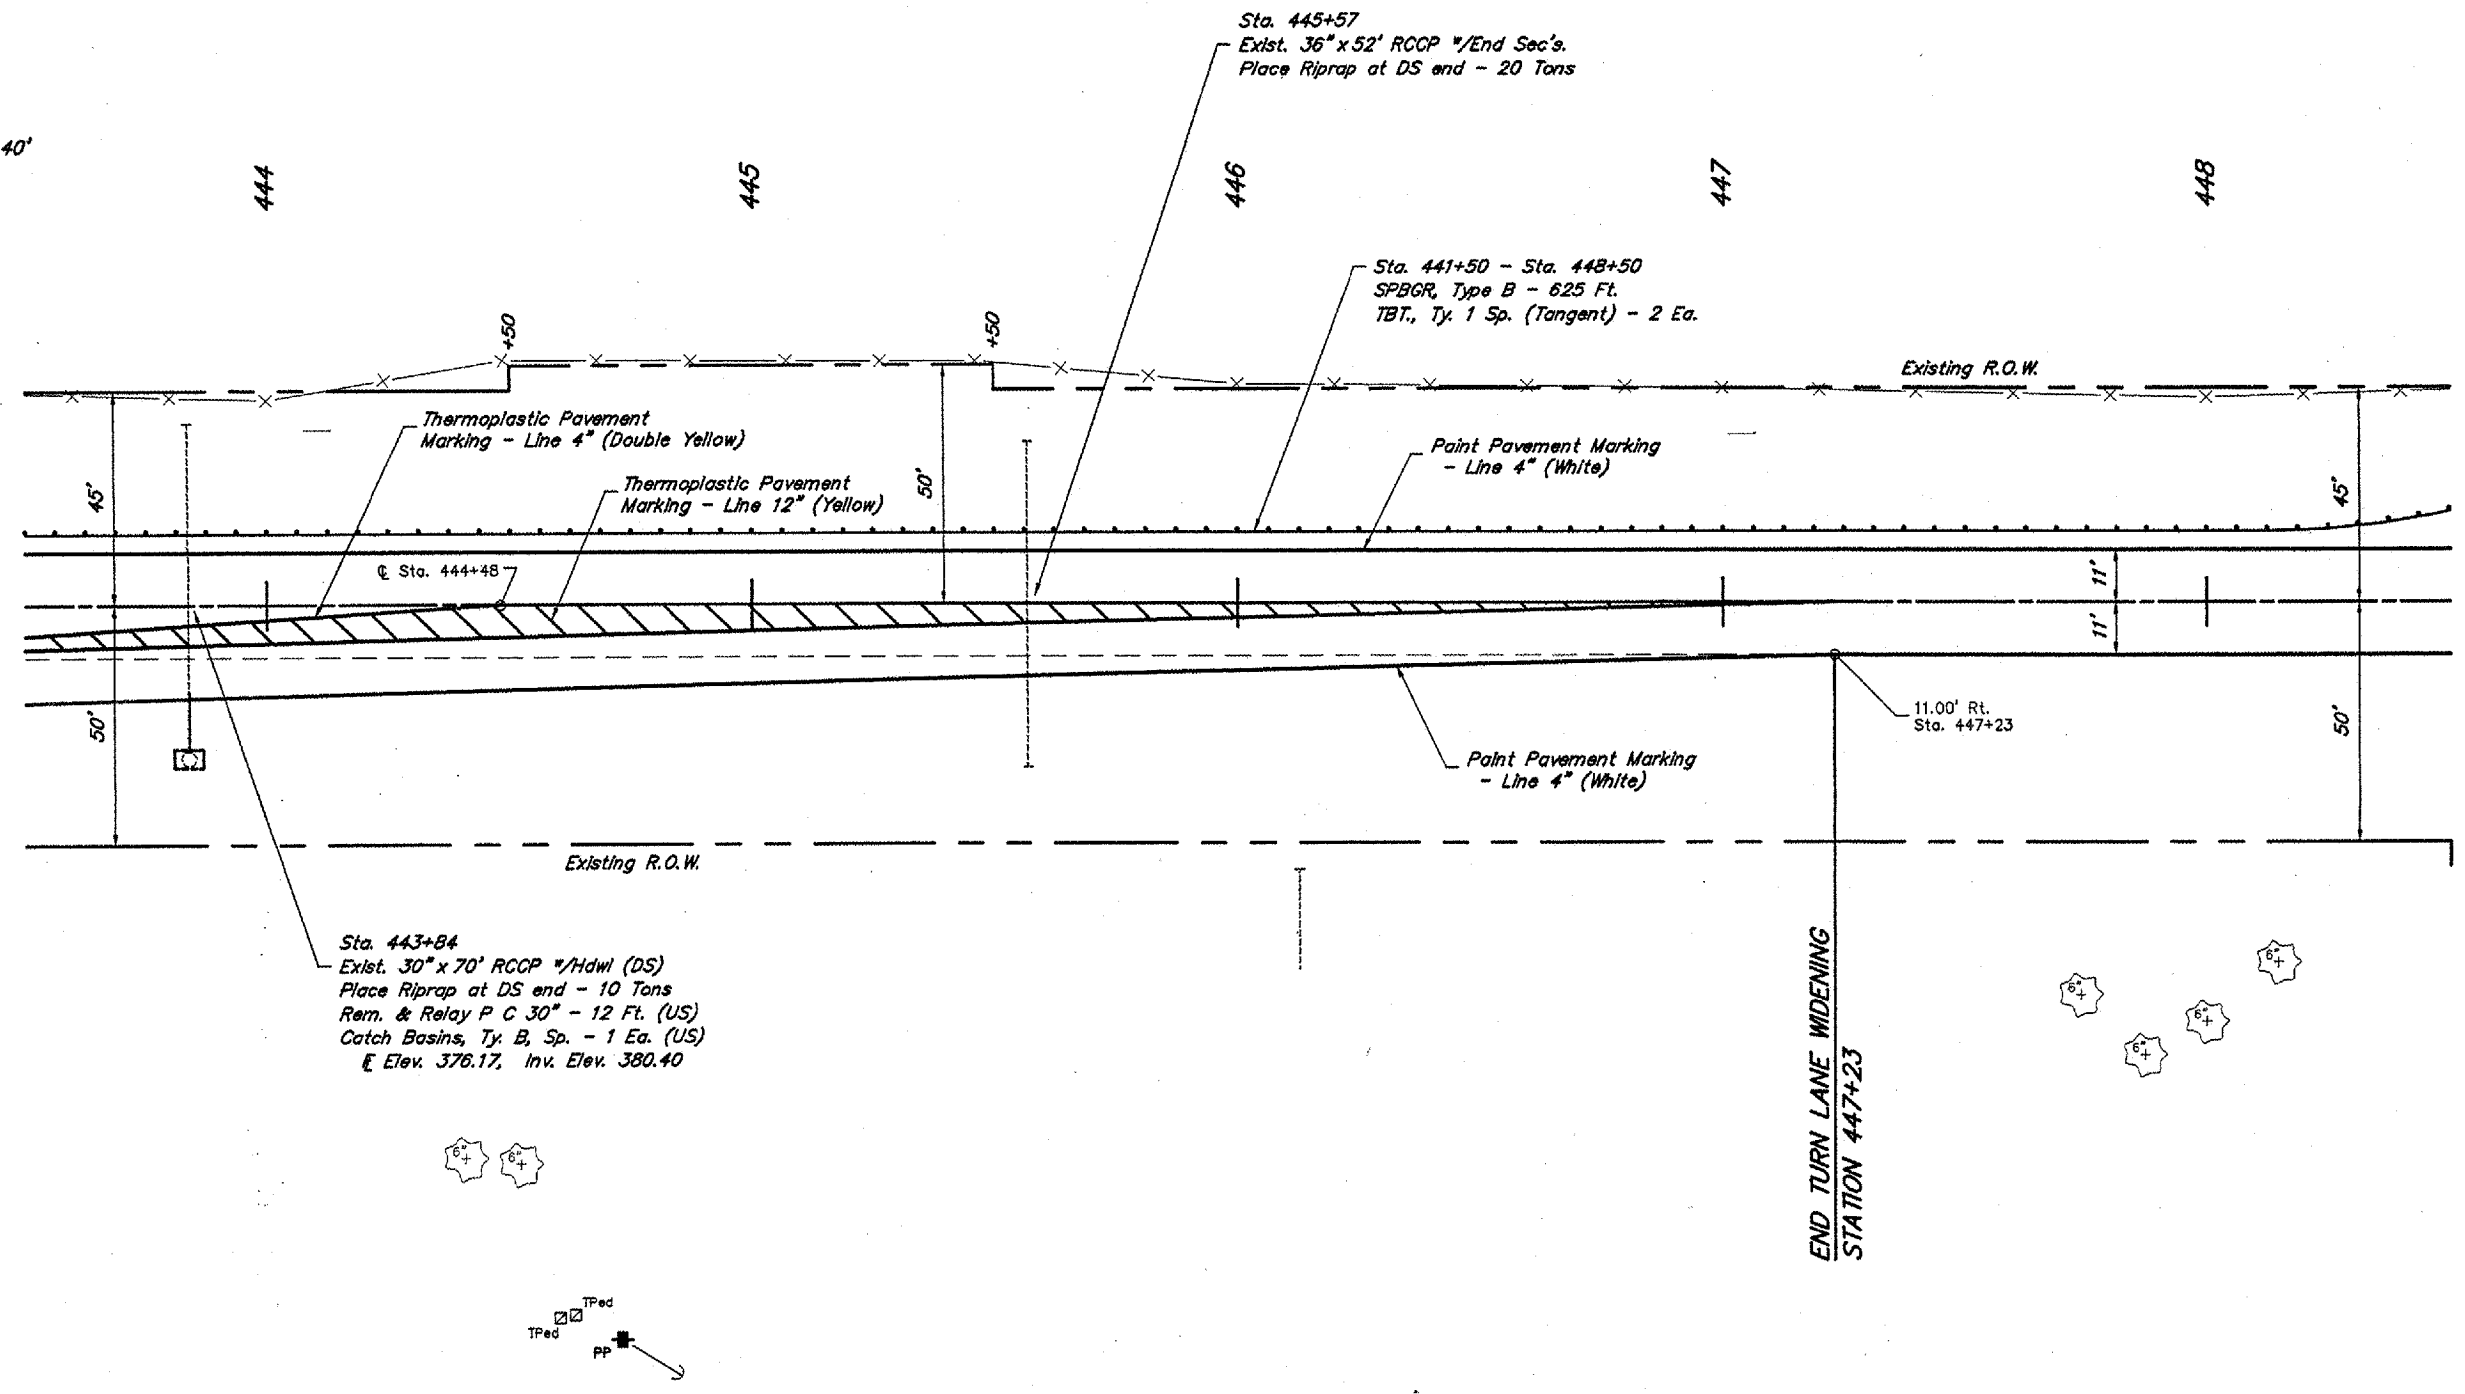 Sta. 445+57
Exist. 36" x 52' RCCP w/End Sec's.
Place Riprap at DS end - 20 Tons
40'
444
445
446
447
448
Sta. 441+50 - Sta. 448+50
SPBGR, Type B - 625 Ft.
TBT., Ty. 1 Sp. (Tangent) - 2 Ea.
+50
+50
Existing R.O.W.
Thermoplastic Pavement
Marking - Line 4" (Double Yellow)
Paint Pavement Marking
- Line 4" (White)
Thermoplastic Pavement
Marking - Line 12" (Yellow)
45'
50'
45'
℄ Sta. 444+48
11'
11'
50'
50'
11.00' Rt.
Sta. 447+23
Paint Pavement Marking
- Line 4" (White)
Existing R.O.W.
Sta. 443+84
Exist. 30" x 70' RCCP w/Hdwl (DS)
Place Riprap at DS end - 10 Tons
Rem. & Relay P C 30" - 12 Ft. (US)
Catch Basins, Ty. B, Sp. - 1 Ea. (US)
Elev. 376.17, Inv. Elev. 380.40
END TURN LANE WIDENING
STATION 447+23
6"
6"
6"
6"
6"
6"
TPed
TPed
PP